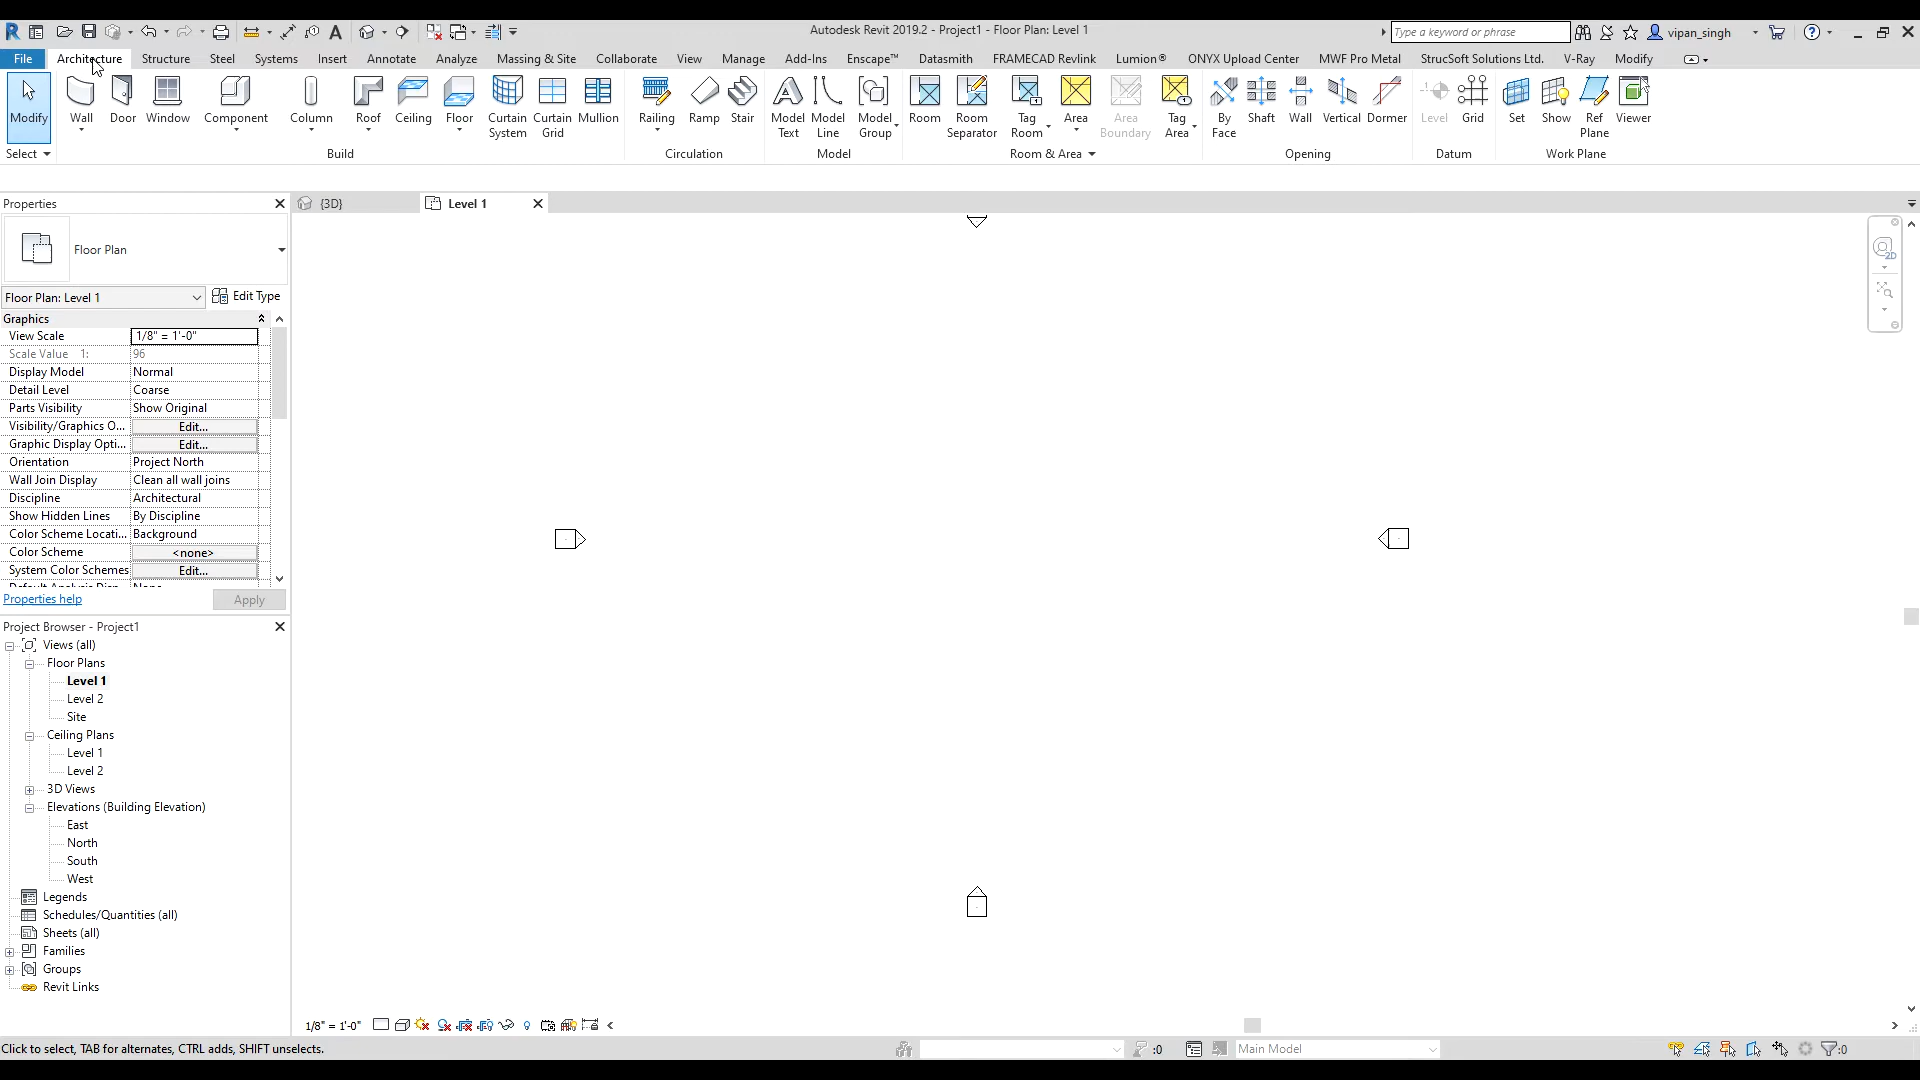 Autodesk Revit 2019.2 - Project1 - Floor Plan: Level 1
Type a keyword or phrase
vipan_singh
File Architecture Structure Steel Systems Insert Annotate Analyze Massing & Site Collaborate View Manage Add-Ins Enscape™ Datasmith FRAMECAD Revlink Lumion® ONYX Upload Center MWF Pro Metal StrucSoft Solutions Ltd. V-Ray Modify
Modify Wall Door Window Component Column Roof Ceiling Floor Curtain System Curtain Grid Mullion Railing Ramp Stair Model Text Model Line Model Group Room Room Separator Tag Room Area Area Boundary Tag Area By Face Shaft Wall Vertical Dormer Level Grid Set Show Ref Plane Viewer
Select Build Circulation Model Room & Area Opening Datum Work Plane
Properties
{3D} Level 1
Floor Plan
Floor Plan: Level 1 Edit Type
Graphics
View Scale 1/8" = 1'-0"
Scale Value 1: 96
Display Model Normal
Detail Level Coarse
Parts Visibility Show Original
Visibility/Graphics O... Edit...
Graphic Display Opti... Edit...
Orientation Project North
Wall Join Display Clean all wall joins
Discipline Architectural
Show Hidden Lines By Discipline
Color Scheme Locati... Background
Color Scheme <none>
System Color Schemes Edit...
Properties help Apply
Project Browser - Project1
Views (all)
Floor Plans
Level 1
Level 2
Site
Ceiling Plans
Level 1
Level 2
3D Views
Elevations (Building Elevation)
East
North
South
West
Legends
Schedules/Quantities (all)
Sheets (all)
Families
Groups
Revit Links
1/8" = 1'-0"
Click to select, TAB for alternates, CTRL adds, SHIFT unselects.
:0
Main Model
:0
2D